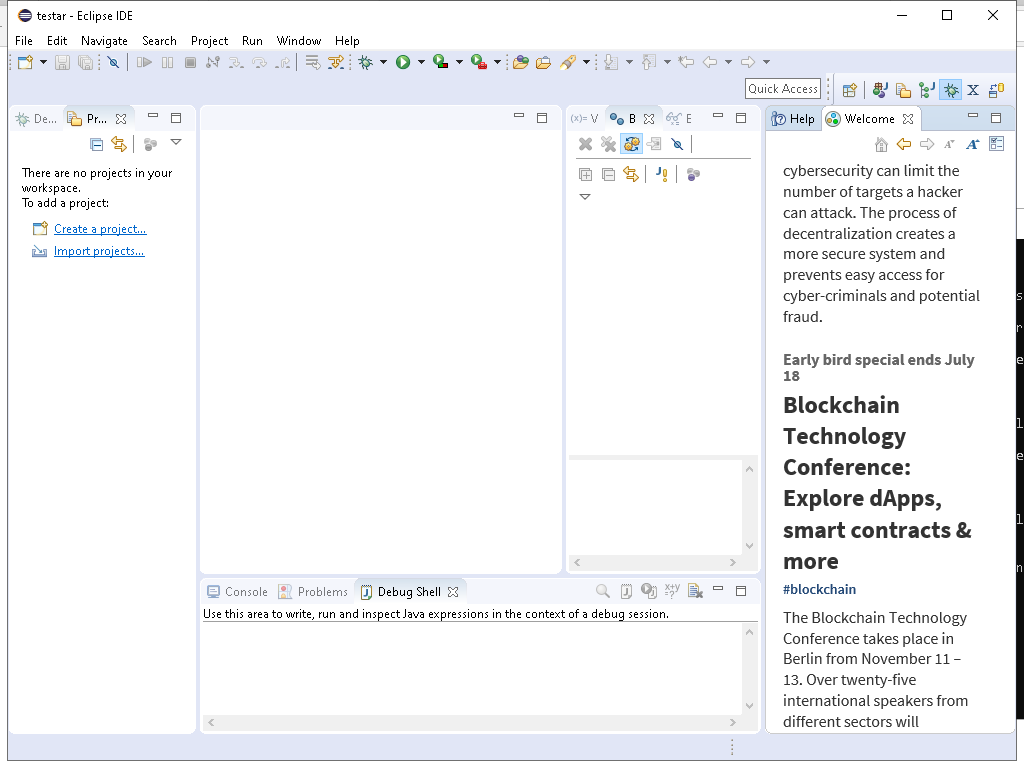 testar - Eclipse IDE
File Edit Navigate Search Project Run Window Help
Quick Access
De... Pr...
There are no projects in your
workspace.
To add a project:
Create a project...
Import projects...
(x)= V B E
Help Welcome
cybersecurity can limit the
number of targets a hacker
can attack. The process of
decentralization creates a
more secure system and
prevents easy access for
cyber-criminals and potential
fraud.
Early bird special ends July
18
Blockchain
Technology
Conference:
Explore dApps,
smart contracts &
more
#blockchain
The Blockchain Technology
Conference takes place in
Berlin from November 11 –
13. Over twenty-five
international speakers from
different sectors will
Console Problems Debug Shell
Use this area to write, run and inspect Java expressions in the context of a debug session.